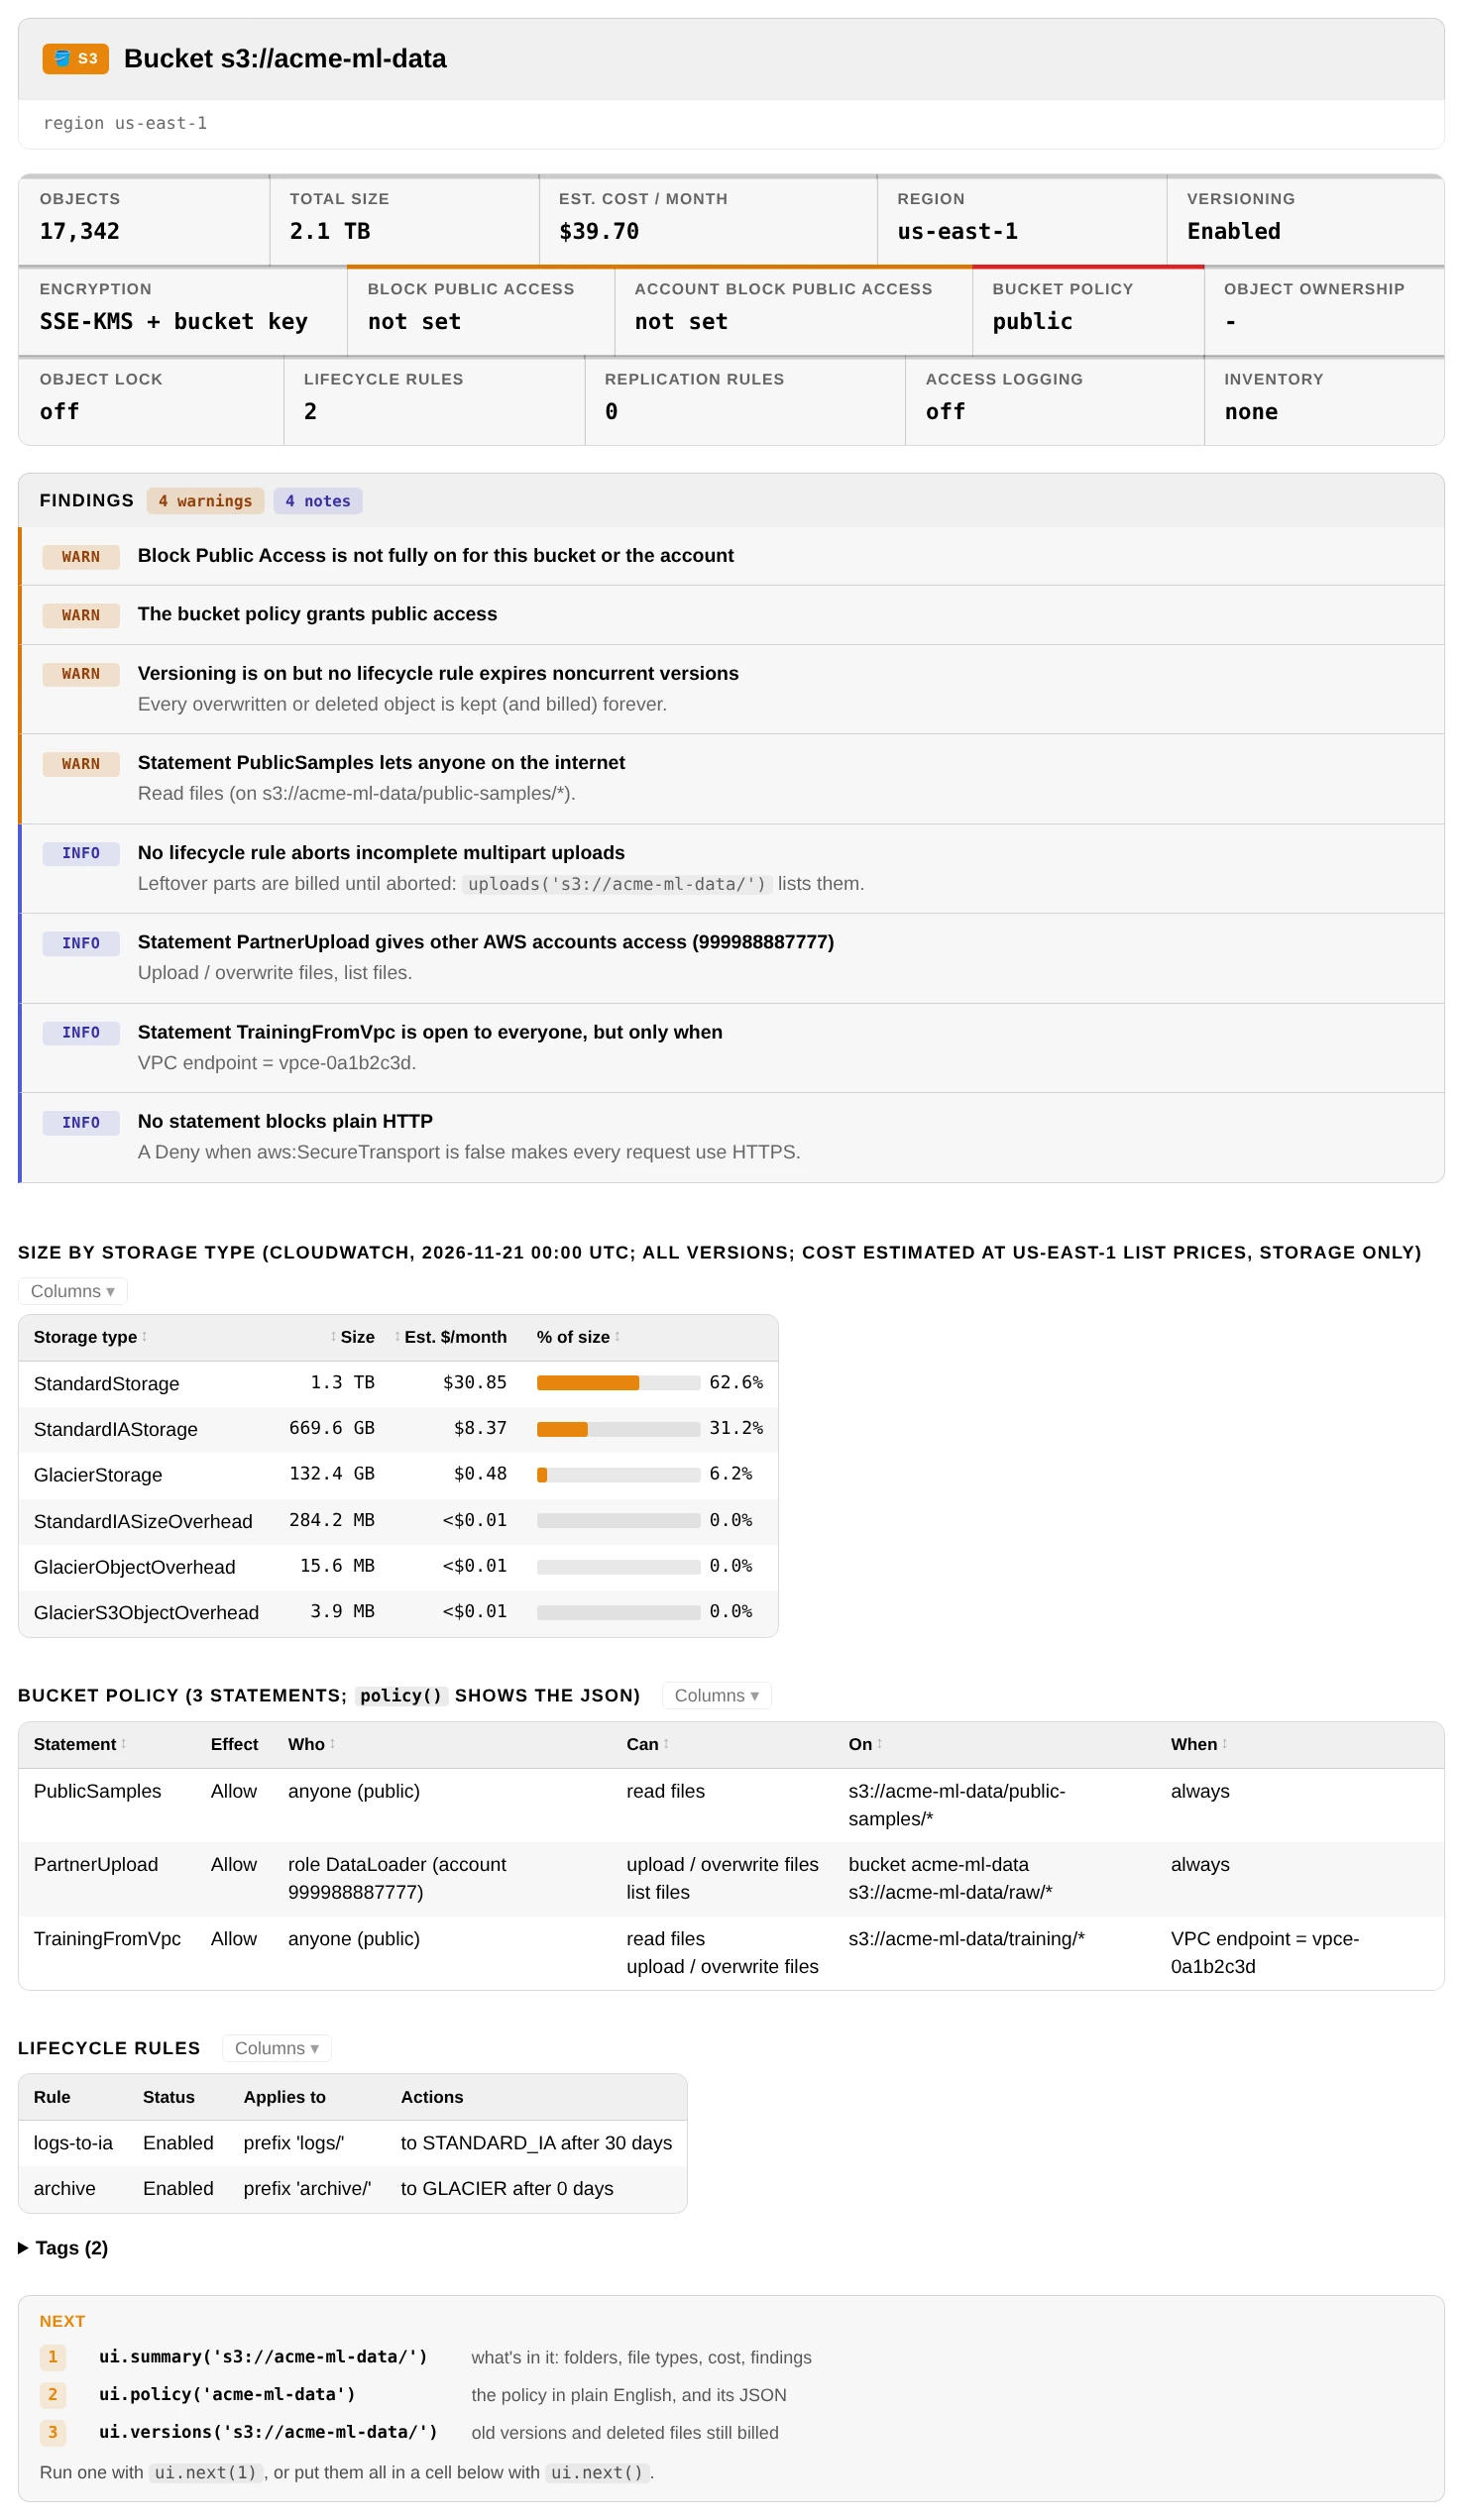 S3 Bucket s3://acme-ml-data
region us-east-1
OBJECTS TOTAL SIZE EST. COST / MONTH REGION VERSIONING
17,342 2.1 TB $39.70 us-east-1 Enabled
ENCRYPTION BLOCK PUBLIC ACCESS ACCOUNT BLOCK PUBLIC ACCESS BUCKET POLICY OBJECT OWNERSHIP
SSE-KMS + bucket key not set not set public -
OBJECT LOCK LIFECYCLE RULES REPLICATION RULES ACCESS LOGGING INVENTORY
off 2 0 off none
FINDINGS 4 warnings 4 notes
WARN Block Public Access is not fully on for this bucket or the account
WARN The bucket policy grants public access
WARN Versioning is on but no lifecycle rule expires noncurrent versions
Every overwritten or deleted object is kept (and billed) forever.
WARN Statement PublicSamples lets anyone on the internet
Read files (on s3://acme-ml-data/public-samples/*).
INFO No lifecycle rule aborts incomplete multipart uploads
Leftover parts are billed until aborted: uploads('s3://acme-ml-data/') lists them.
INFO Statement PartnerUpload gives other AWS accounts access (999988887777)
Upload / overwrite files, list files.
INFO Statement TrainingFromVpc is open to everyone, but only when
VPC endpoint = vpce-0a1b2c3d.
INFO No statement blocks plain HTTP
A Deny when aws:SecureTransport is false makes every request use HTTPS.
SIZE BY STORAGE TYPE (CLOUDWATCH, 2026-11-21 00:00 UTC; ALL VERSIONS; COST ESTIMATED AT US-EAST-1 LIST PRICES, STORAGE ONLY)
Columns ▾
Storage type ↕ ↕ Size ↕ Est. $/month % of size ↕
StandardStorage 1.3 TB $30.85 62.6%
StandardIAStorage 669.6 GB $8.37 31.2%
GlacierStorage 132.4 GB $0.48 6.2%
StandardIASizeOverhead 284.2 MB <$0.01 0.0%
GlacierObjectOverhead 15.6 MB <$0.01 0.0%
GlacierS3ObjectOverhead 3.9 MB <$0.01 0.0%
BUCKET POLICY (3 STATEMENTS; policy() SHOWS THE JSON) Columns ▾
Statement ↕ Effect Who ↕ Can ↕ On ↕ When ↕
PublicSamples Allow anyone (public) read files s3://acme-ml-data/public- always
samples/*
PartnerUpload Allow role DataLoader (account upload / overwrite files bucket acme-ml-data always
999988887777) list files s3://acme-ml-data/raw/*
TrainingFromVpc Allow anyone (public) read files s3://acme-ml-data/training/* VPC endpoint = vpce-
upload / overwrite files 0a1b2c3d
LIFECYCLE RULES Columns ▾
Rule Status Applies to Actions
logs-to-ia Enabled prefix 'logs/' to STANDARD_IA after 30 days
archive Enabled prefix 'archive/' to GLACIER after 0 days
▶ Tags (2)
NEXT
1 ui.summary('s3://acme-ml-data/') what's in it: folders, file types, cost, findings
2 ui.policy('acme-ml-data') the policy in plain English, and its JSON
3 ui.versions('s3://acme-ml-data/') old versions and deleted files still billed
Run one with ui.next(1), or put them all in a cell below with ui.next().